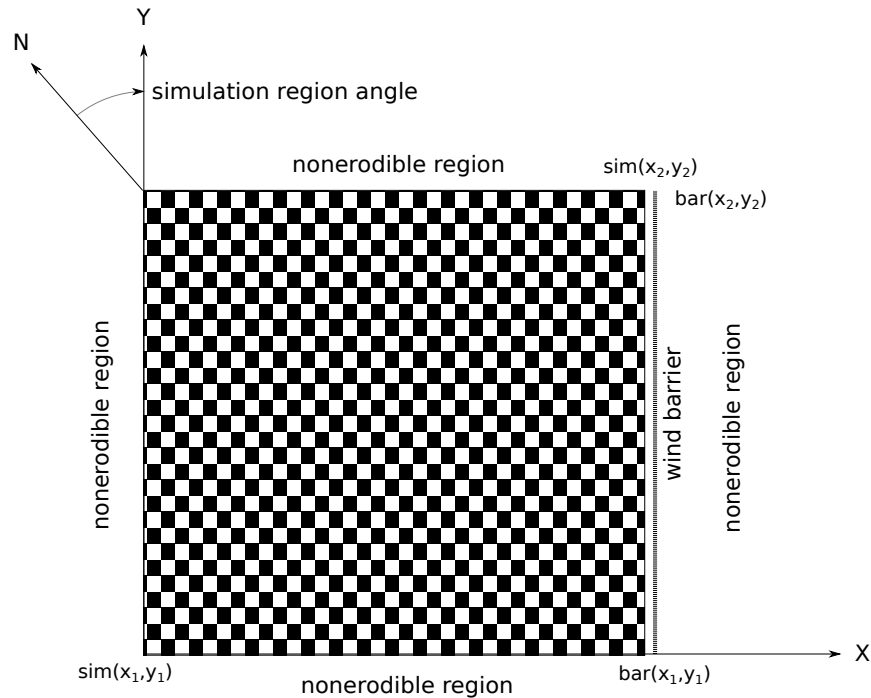 Y
N
simulation region angle
nonerodible region
sim(x₂,y₂)
bar(x₂,y₂)
nonerodible region
wind barrier
nonerodible region
X
sim(x₁,y₁)
bar(x₁,y₁)
nonerodible region